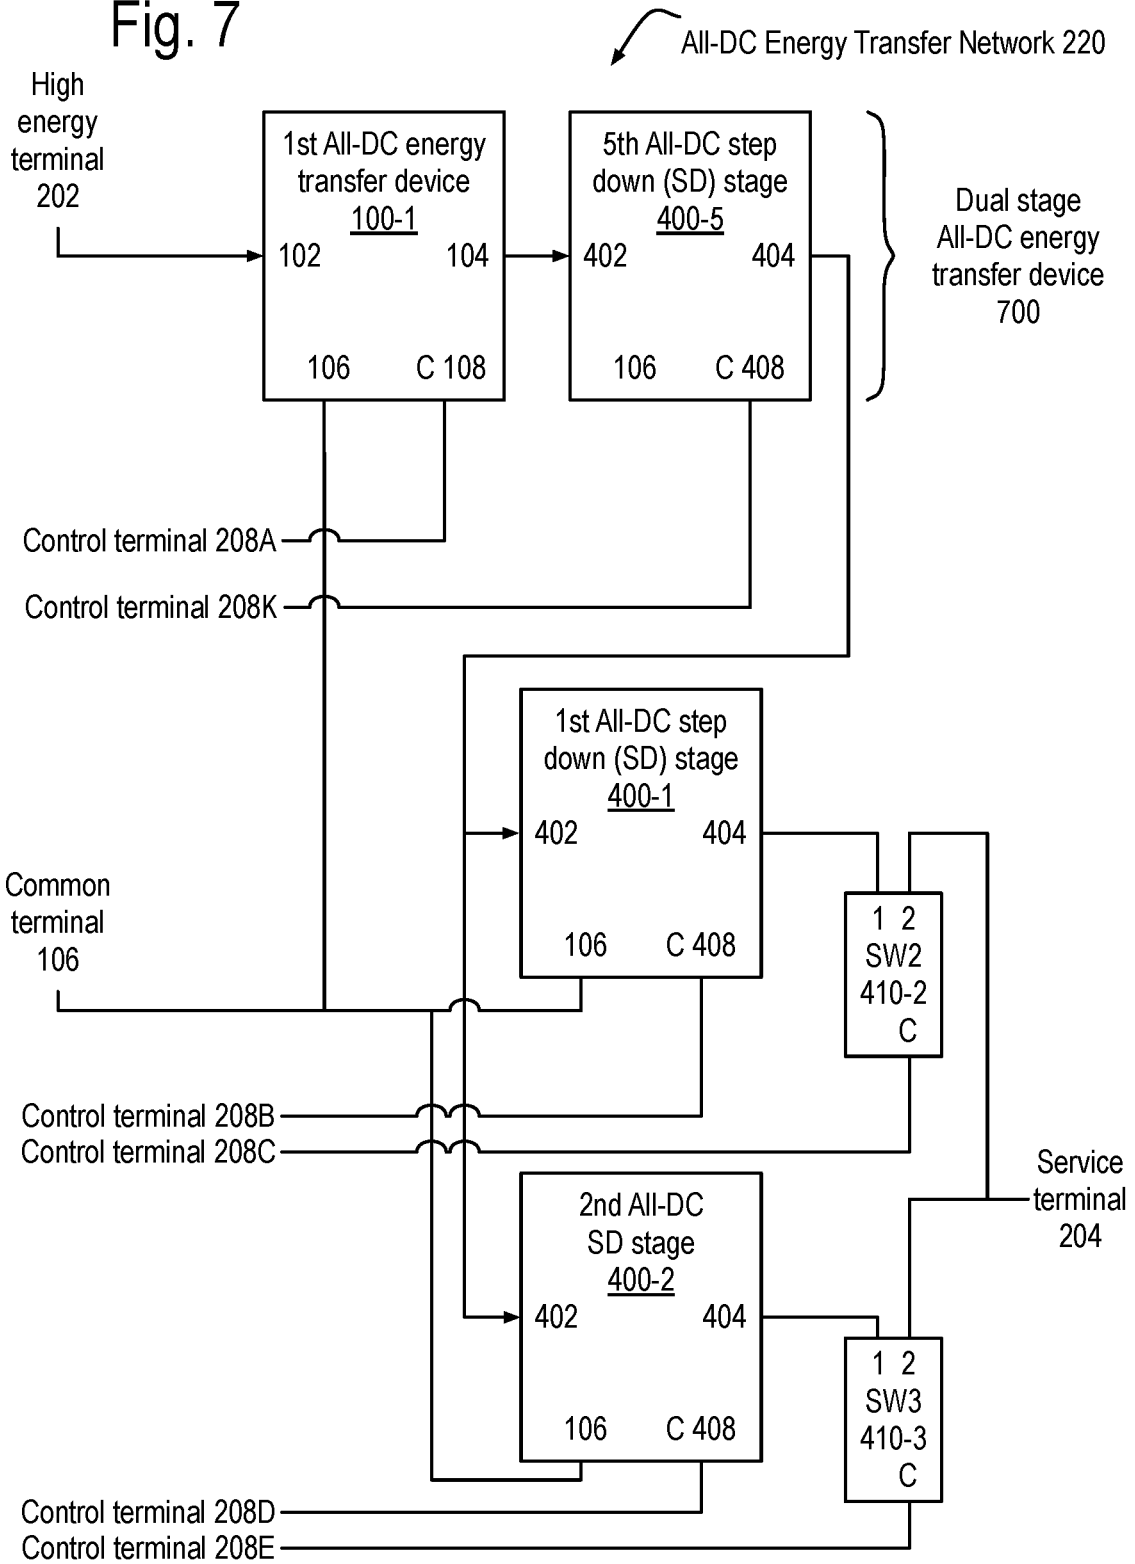 Fig. 7
All-DC Energy Transfer Network 220
High
energy
terminal
202
1st All-DC energy
transfer device
100-1
102
104
106
C 108
5th All-DC step
down (SD) stage
400-5
402
404
106
C 408
Dual stage
All-DC energy
transfer device
700
Control terminal 208A
Control terminal 208K
1st All-DC step
down (SD) stage
400-1
402
404
106
C 408
Common
terminal
106
1 2
SW2
410-2
C
Control terminal 208B
Control terminal 208C
Service
terminal
204
2nd All-DC
SD stage
400-2
402
404
106
C 408
1 2
SW3
410-3
C
Control terminal 208D
Control terminal 208E